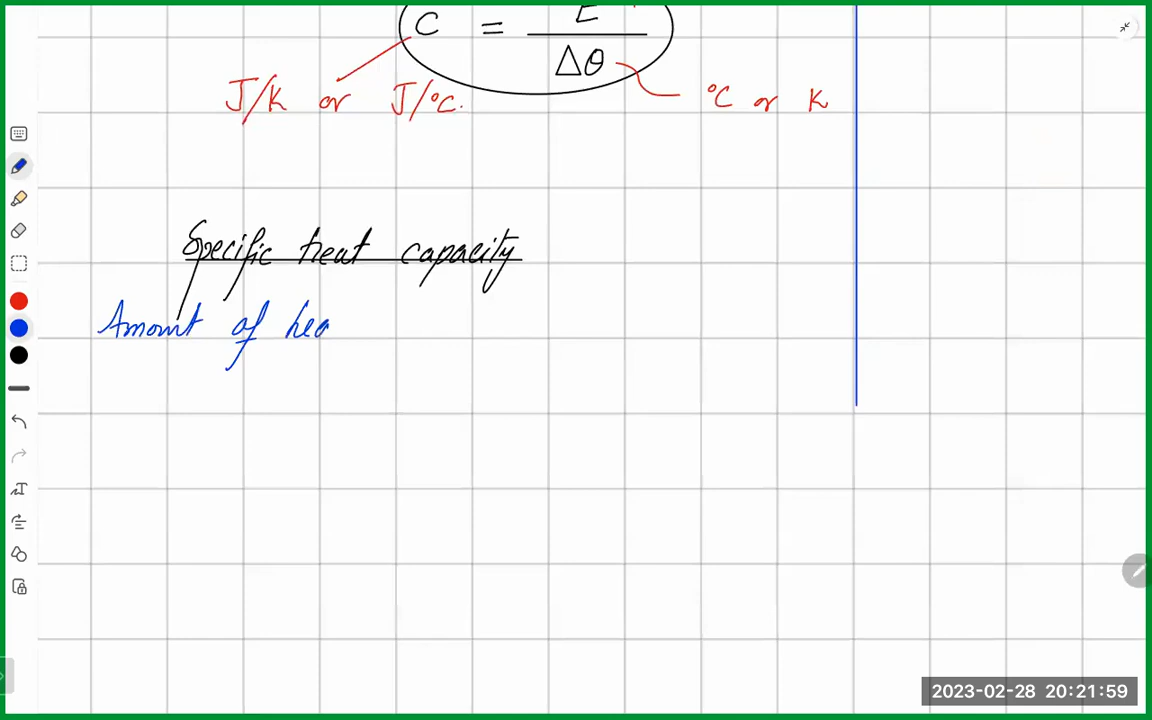 C = E / Δθ
J/K or J/°C. °C or K
Specific heat capacity
Amount of hea
2023-02-28 20:21:59